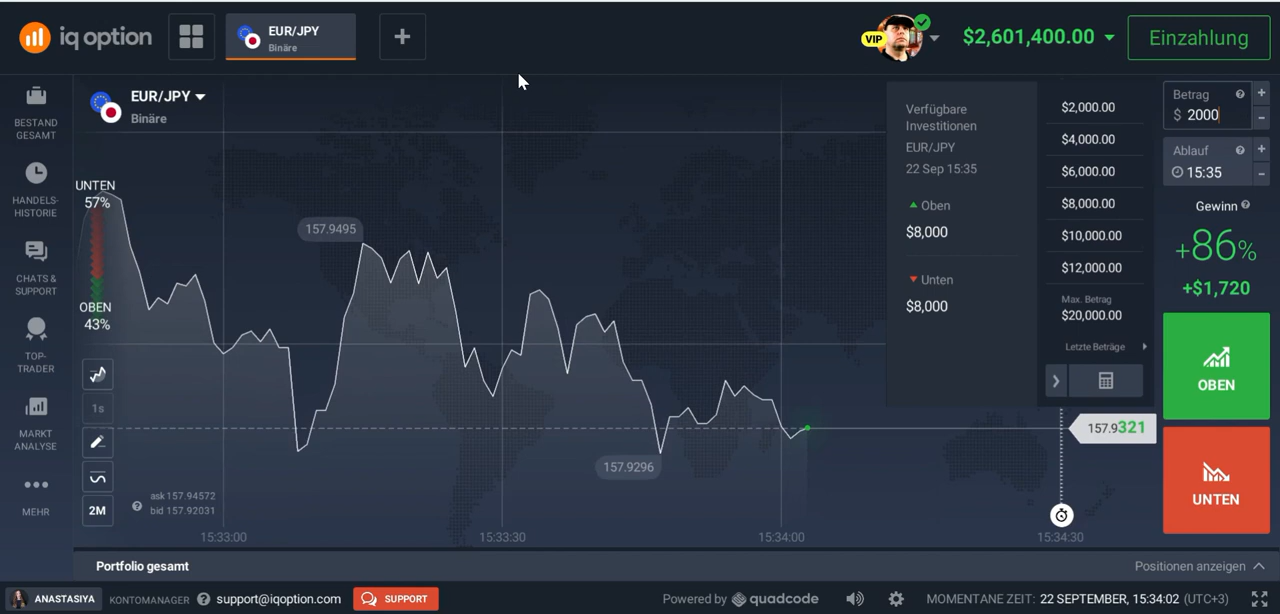 iq option
EUR/JPY
Binäre
+
VIP
$2,601,400.00
Einzahlung
BESTAND
GESAMT
HANDELS-
HISTORIE
CHATS &
SUPPORT
TOP-
TRADER
MARKT
ANALYSE
MEHR
EUR/JPY
Binäre
UNTEN
57%
OBEN
43%
1s
2M
157.9495
157.9296
ask 157.94572
bid 157.92031
15:33:00
15:33:30
15:34:00
15:34:30
Verfügbare
Investitionen
EUR/JPY
22 Sep 15:35
Oben
$8,000
Unten
$8,000
$2,000.00
$4,000.00
$6,000.00
$8,000.00
$10,000.00
$12,000.00
Max. Betrag
$20,000.00
Letzte Beträge
157.9321
Betrag
$ 2000
+
-
Ablauf
15:35
+
-
Gewinn
+86%
+$1,720
OBEN
UNTEN
Portfolio gesamt
Positionen anzeigen
ANASTASIYA
KONTOMANAGER
support@iqoption.com
SUPPORT
Powered by quadcode
MOMENTANE ZEIT: 22 SEPTEMBER, 15:34:02 (UTC+3)